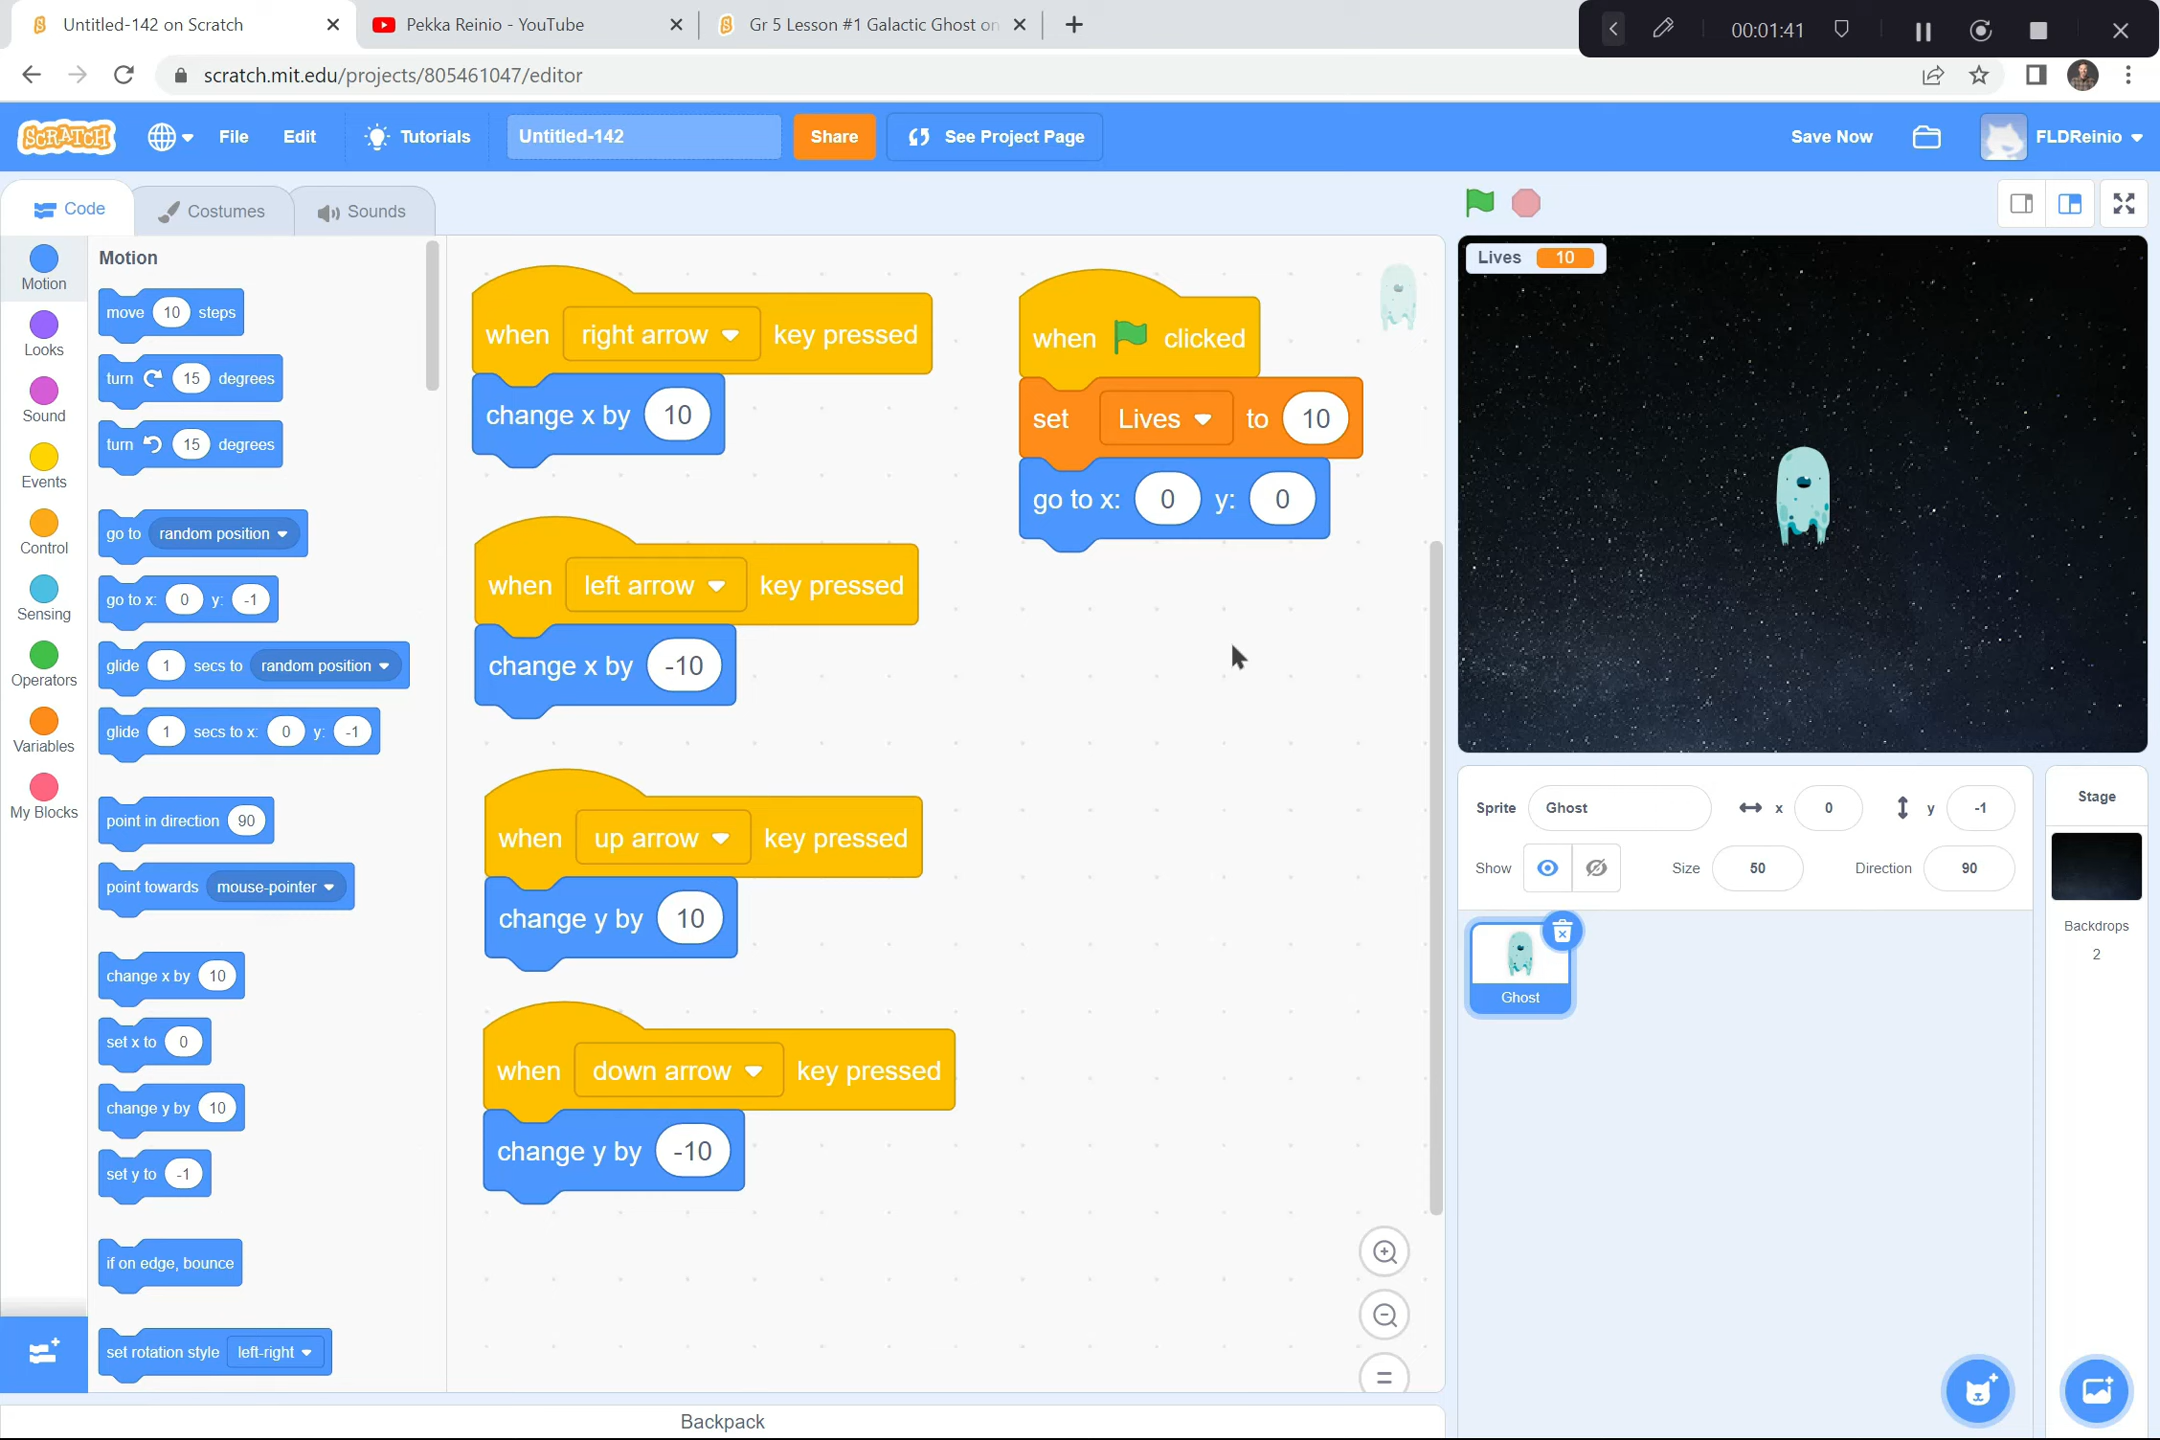 Untitled-142 on Scratch
Pekka Reinio - YouTube
Gr 5 Lesson #1 Galactic Ghost on
00:01:41
scratch.mit.edu/projects/805461047/editor
SCRATCH
File
Edit
Tutorials
Untitled-142
Share
See Project Page
Save Now
FLDReinio
Code
Costumes
Sounds
Motion
Looks
Sound
Events
Control
Sensing
Operators
Variables
My Blocks
Motion
move 10 steps
turn 15 degrees
turn 15 degrees
go to random position
go to x: 0 y: -1
glide 1 secs to random position
glide 1 secs to x: 0 y: -1
point in direction 90
point towards mouse-pointer
change x by 10
set x to 0
change y by 10
set y to -1
if on edge, bounce
set rotation style left-right
when right arrow key pressed
change x by 10
when left arrow key pressed
change x by -10
when up arrow key pressed
change y by 10
when down arrow key pressed
change y by -10
when clicked
set Lives to 10
go to x: 0 y: 0
Lives 10
Sprite Ghost x 0 y -1
Show Size 50 Direction 90
Ghost
Stage
Backdrops
2
Backpack